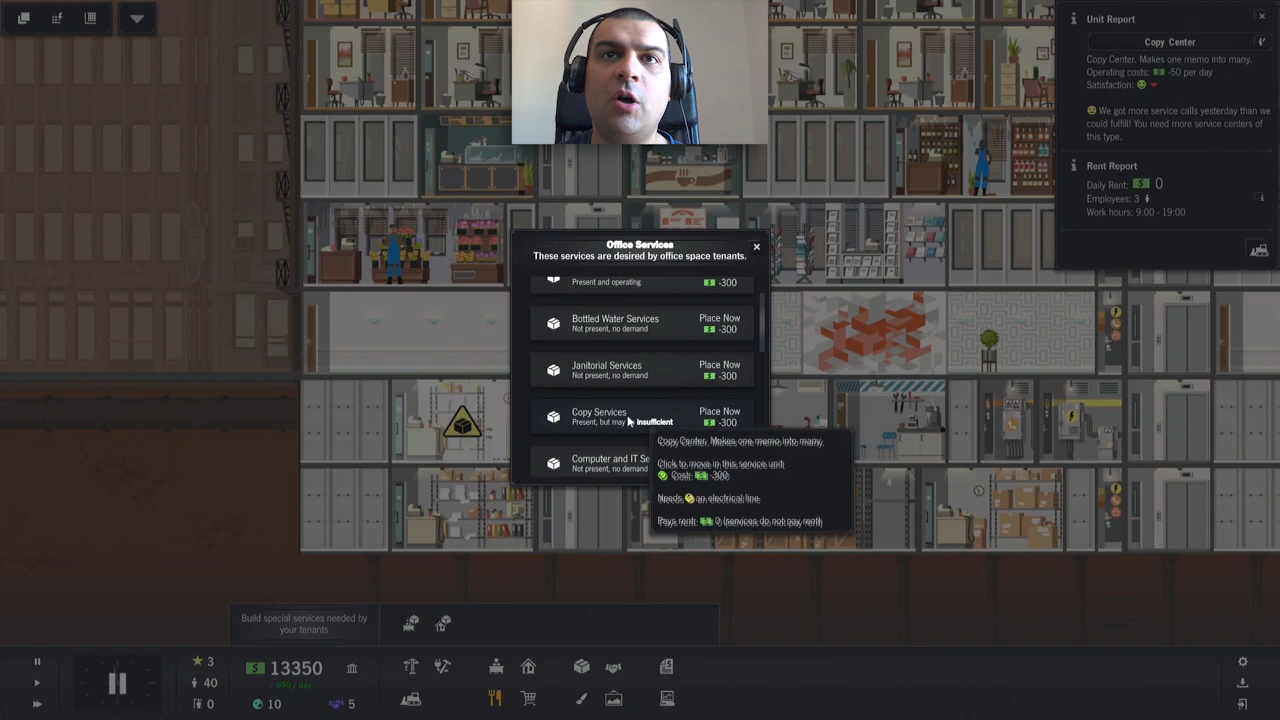 Unit Report
Copy Center
Copy Center. Makes one memo into many.
Operating costs: $ -50 per day
Satisfaction:
We got more service calls yesterday than we
could fulfill! You need more service centers of
this type.
Rent Report
Daily Rent: $ 0
Employees: 3
Work hours: 9:00 - 19:00
Office Services
These services are desired by office space tenants.
Present and operating
$ -300
Bottled Water Services
Not present, no demand
Place Now
$ -300
Janitorial Services
Not present, no demand
Place Now
$ -300
Copy Services
Present, but may insufficient
Place Now
$ -300
Computer and IT Se
Not present, no demand
Copy Center. Makes one memo into many.
Click to move in this service unit
Cost: $ -300
Needs an electrical line
Pays rent: $ 0 (services do not pay rent)
Build special services needed by
your tenants
3
40
0
$ 13350
+690 / day
10
5